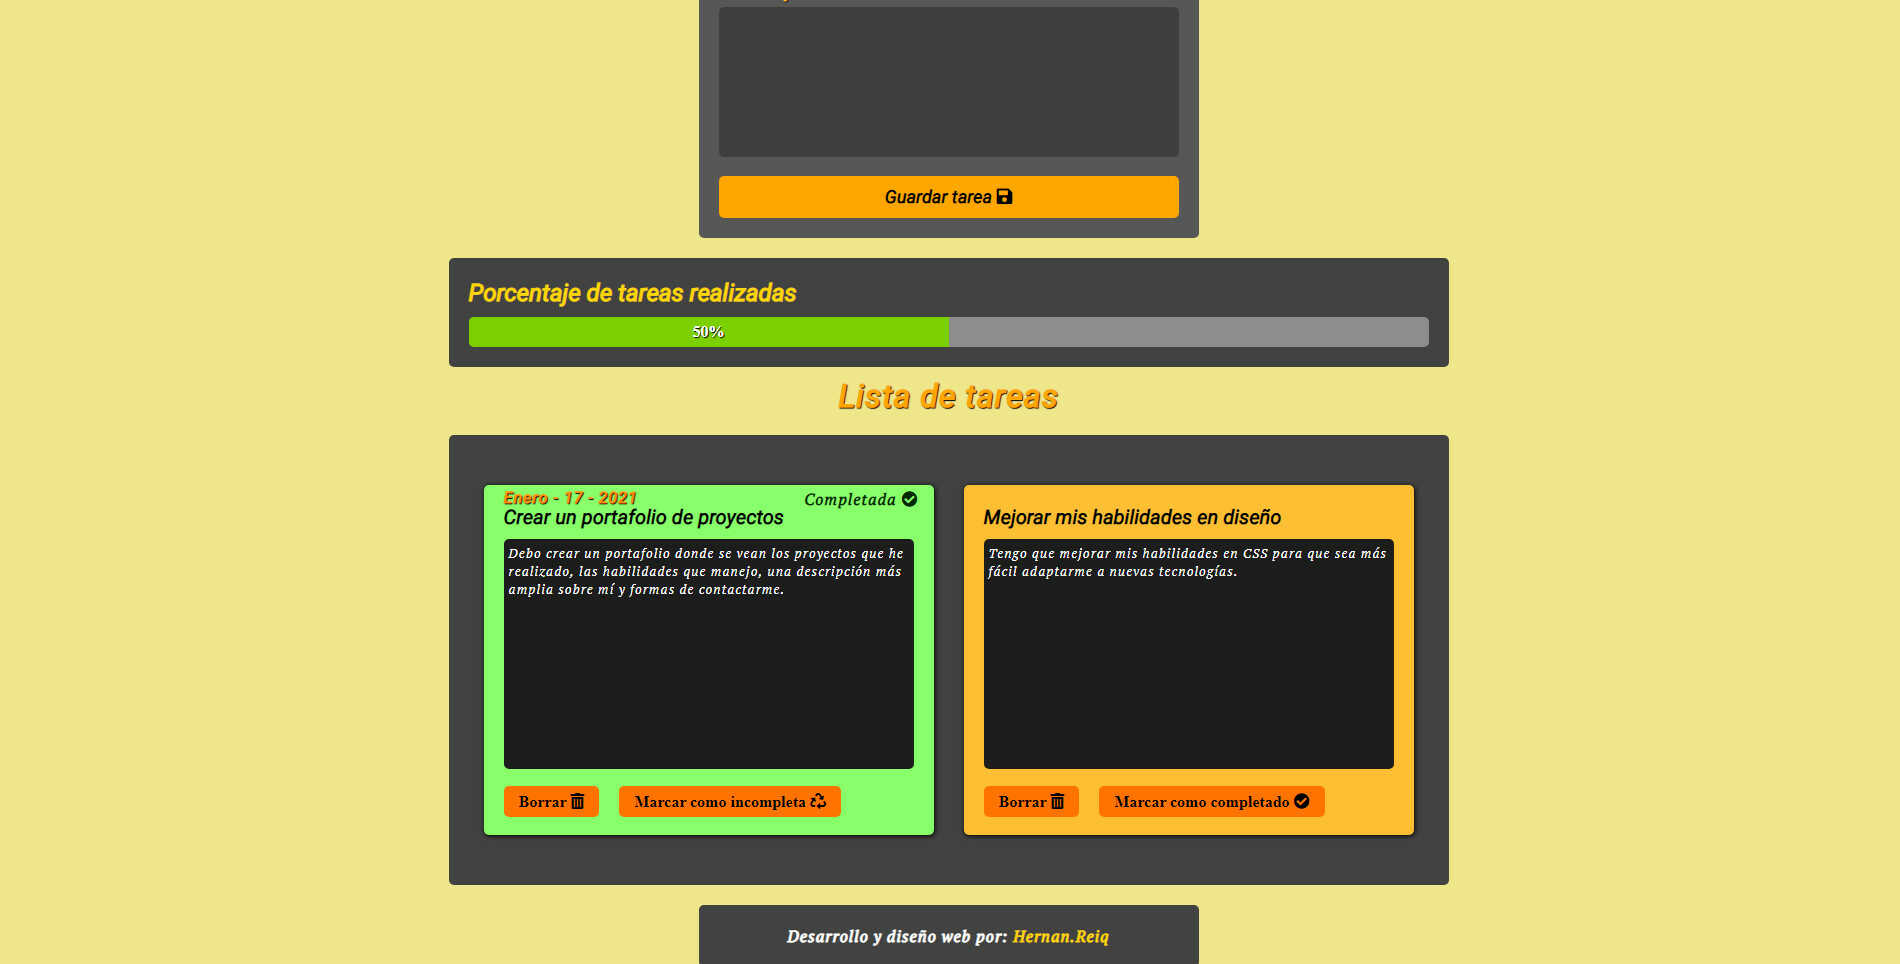 Guardar tarea
Porcentaje de tareas realizadas
50%
Lista de tareas
Enero - 17 - 2021
Completada
Crear un portafolio de proyectos
Debo crear un portafolio donde se vean los proyectos que he
realizado, las habilidades que manejo, una descripción más
amplia sobre mí y formas de contactarme.
Borrar
Marcar como incompleta
Mejorar mis habilidades en diseño
Tengo que mejorar mis habilidades en CSS para que sea más
fácil adaptarme a nuevas tecnologías.
Borrar
Marcar como completado
Desarrollo y diseño web por: Hernan.Reiq